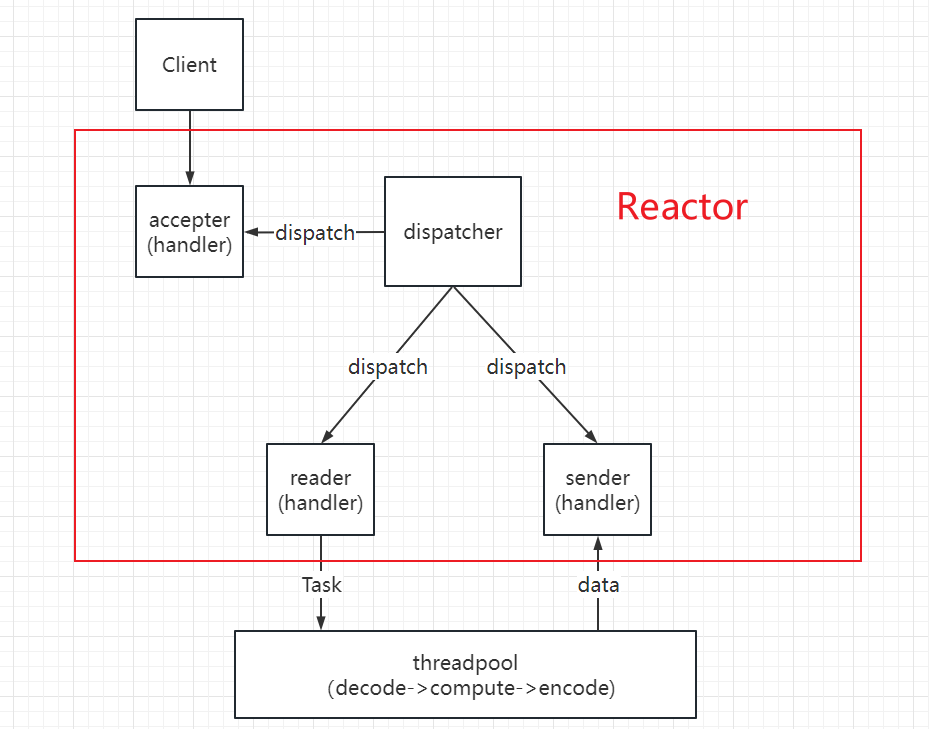 Client
Reactor
accepter
(handler)
dispatch
dispatcher
dispatch
dispatch
reader
(handler)
sender
(handler)
Task
data
threadpool
(decode->compute->encode)